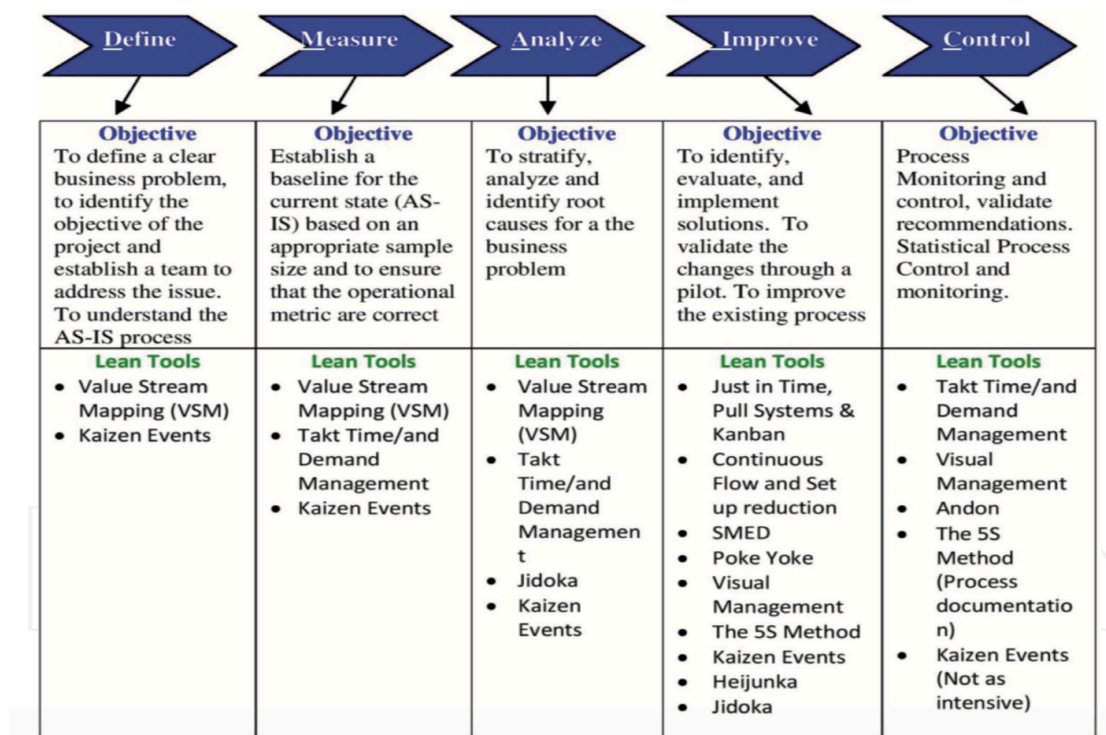 Define
Measure
Analyze
Improve
Control
Objective
To define a clear
business problem,
to identify the
objective of the
project and
establish a team to
address the issue.
To understand the
AS-IS process
Objective
Establish a
baseline for the
current state (AS-
IS) based on an
appropriate sample
size and to ensure
that the operational
metric are correct
Objective
To stratify,
analyze and
identify root
causes for a the
business
problem
Objective
To identify,
evaluate, and
implement
solutions. To
validate the
changes through a
pilot. To improve
the existing process
Objective
Process
Monitoring and
control, validate
recommendations.
Statistical Process
Control and
monitoring.
Lean Tools
• Value Stream
Mapping (VSM)
• Kaizen Events
Lean Tools
• Value Stream
Mapping (VSM)
• Takt Time/and
Demand
Management
• Kaizen Events
Lean Tools
• Value Stream
Mapping
(VSM)
• Takt
Time/and
Demand
Managemen
t
• Jidoka
• Kaizen
Events
Lean Tools
• Just in Time,
Pull Systems &
Kanban
• Continuous
Flow and Set
up reduction
• SMED
• Poke Yoke
• Visual
Management
• The 5S Method
• Kaizen Events
• Heijunka
• Jidoka
Lean Tools
• Takt Time/and
Demand
Management
• Visual
Management
• Andon
• The 5S
Method
(Process
documentatio
n)
• Kaizen Events
(Not as
intensive)